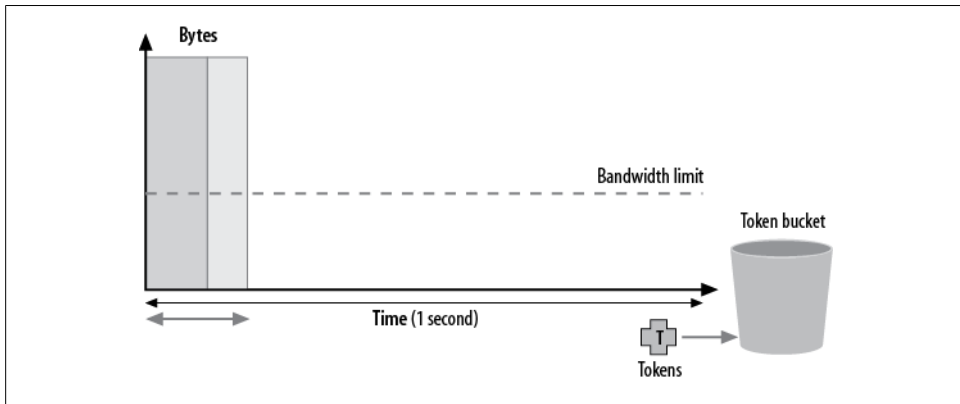 Bytes
Bandwidth limit
Token bucket
Time (1 second)
T
Tokens